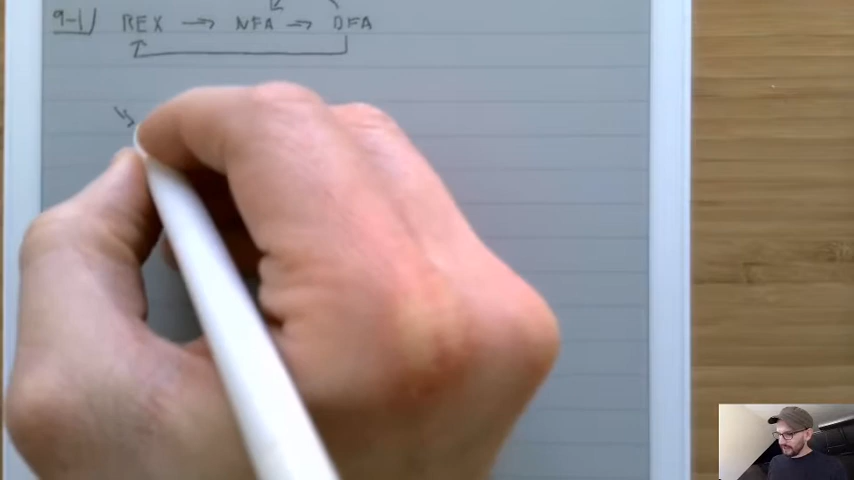 9-1/ REX → NFA → DFA